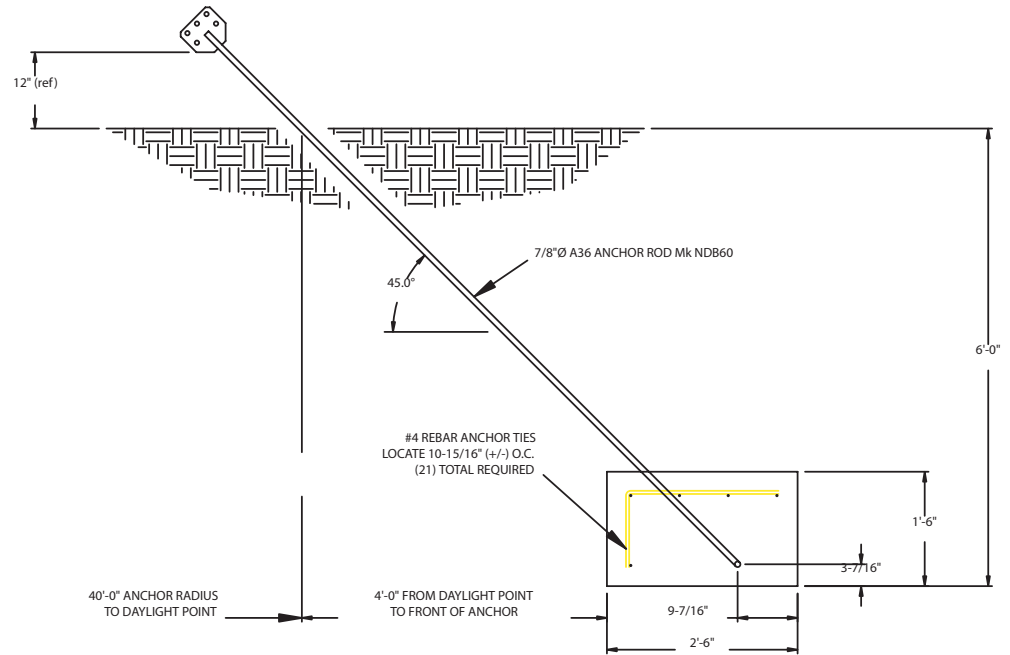 12" (ref)
7/8"Ø A36 ANCHOR ROD Mk NDB60
45.0°
6'-0"
#4 REBAR ANCHOR TIES
LOCATE 10-15/16" (+/-) O.C.
(21) TOTAL REQUIRED
1'-6"
3-7/16"
40'-0" ANCHOR RADIUS
TO DAYLIGHT POINT
4'-0" FROM DAYLIGHT POINT
TO FRONT OF ANCHOR
9-7/16"
2'-6"